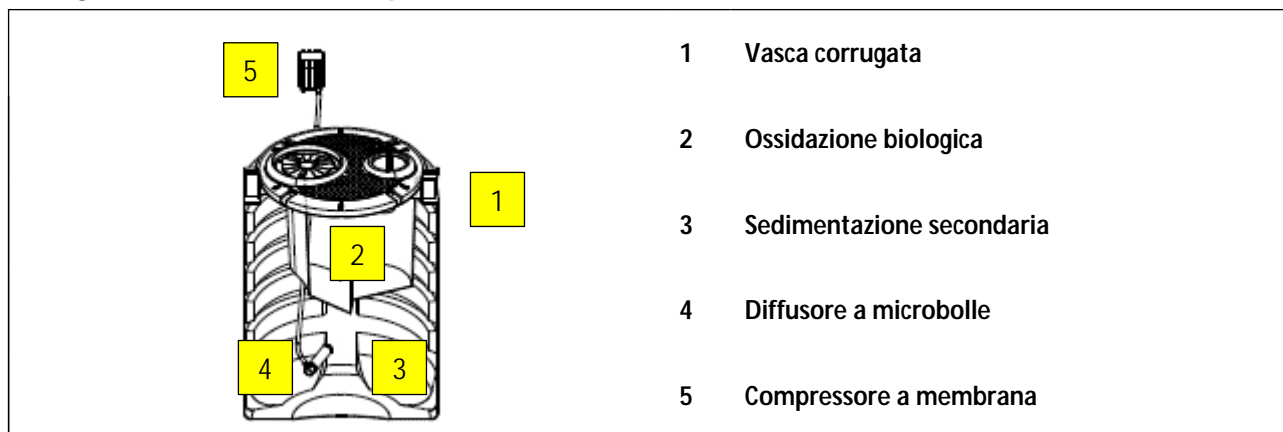 5
1
2
4
3
1 Vasca corrugata
2 Ossidazione biologica
3 Sedimentazione secondaria
4 Diffusore a microbolle
5 Compressore a membrana